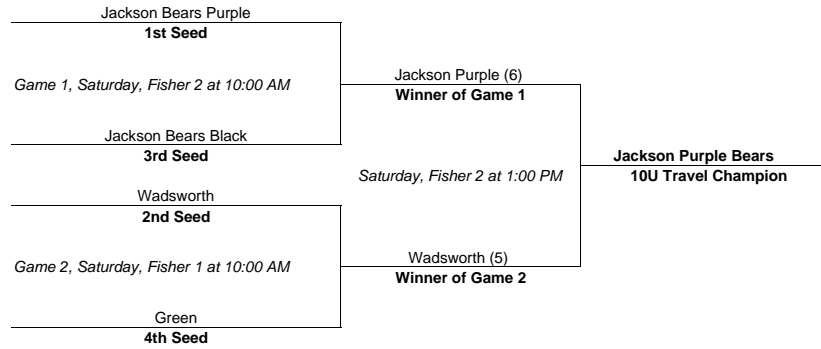 Jackson Bears Purple
1st Seed
Game 1, Saturday, Fisher 2 at 10:00 AM
Jackson Purple (6)
Winner of Game 1
Jackson Bears Black
3rd Seed
Jackson Purple Bears
10U Travel Champion
Saturday, Fisher 2 at 1:00 PM
Wadsworth
2nd Seed
Game 2, Saturday, Fisher 1 at 10:00 AM
Wadsworth (5)
Winner of Game 2
Green
4th Seed